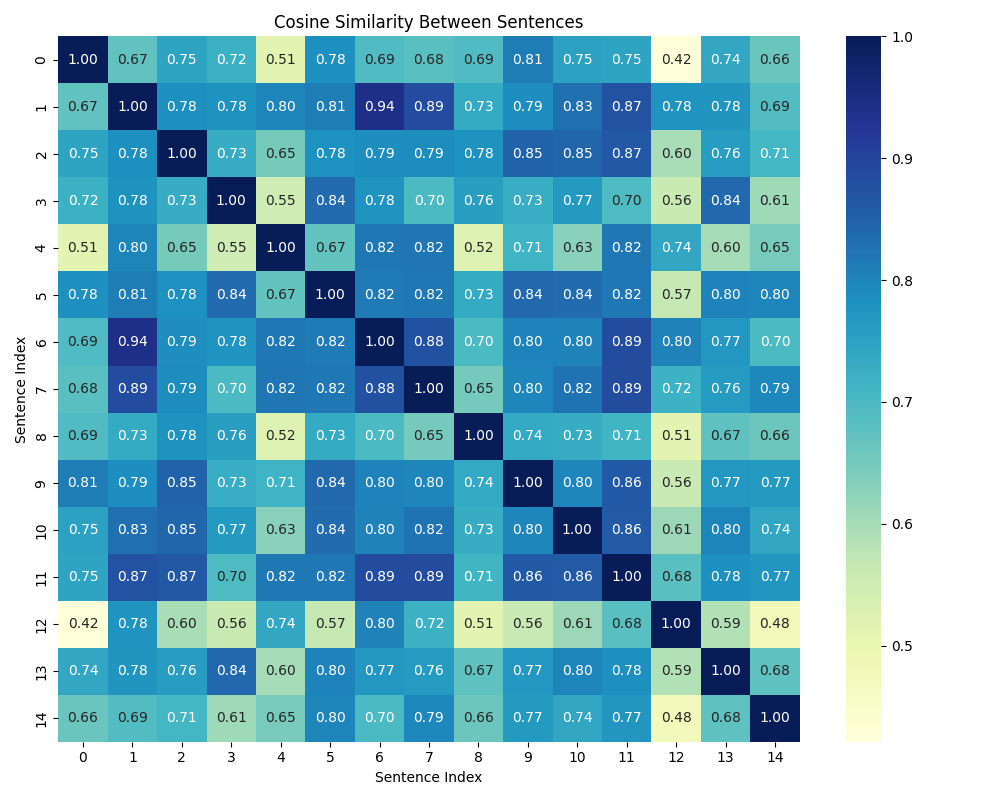 Cosine Similarity Between Sentences
0 1.00 0.67 0.75 0.72 0.51 0.78 0.69 0.68 0.69 0.81 0.75 0.75 0.42 0.74 0.66
1 0.67 1.00 0.78 0.78 0.80 0.81 0.94 0.89 0.73 0.79 0.83 0.87 0.78 0.78 0.69
2 0.75 0.78 1.00 0.73 0.65 0.78 0.79 0.79 0.78 0.85 0.85 0.87 0.60 0.76 0.71
3 0.72 0.78 0.73 1.00 0.55 0.84 0.78 0.70 0.76 0.73 0.77 0.70 0.56 0.84 0.61
4 0.51 0.80 0.65 0.55 1.00 0.67 0.82 0.82 0.52 0.71 0.63 0.82 0.74 0.60 0.65
5 0.78 0.81 0.78 0.84 0.67 1.00 0.82 0.82 0.73 0.84 0.84 0.82 0.57 0.80 0.80
6 0.69 0.94 0.79 0.78 0.82 0.82 1.00 0.88 0.70 0.80 0.80 0.89 0.80 0.77 0.70
7 0.68 0.89 0.79 0.70 0.82 0.82 0.88 1.00 0.65 0.80 0.82 0.89 0.72 0.76 0.79
8 0.69 0.73 0.78 0.76 0.52 0.73 0.70 0.65 1.00 0.74 0.73 0.71 0.51 0.67 0.66
9 0.81 0.79 0.85 0.73 0.71 0.84 0.80 0.80 0.74 1.00 0.80 0.86 0.56 0.77 0.77
10 0.75 0.83 0.85 0.77 0.63 0.84 0.80 0.82 0.73 0.80 1.00 0.86 0.61 0.80 0.74
11 0.75 0.87 0.87 0.70 0.82 0.82 0.89 0.89 0.71 0.86 0.86 1.00 0.68 0.78 0.77
12 0.42 0.78 0.60 0.56 0.74 0.57 0.80 0.72 0.51 0.56 0.61 0.68 1.00 0.59 0.48
13 0.74 0.78 0.76 0.84 0.60 0.80 0.77 0.76 0.67 0.77 0.80 0.78 0.59 1.00 0.68
14 0.66 0.69 0.71 0.61 0.65 0.80 0.70 0.79 0.66 0.77 0.74 0.77 0.48 0.68 1.00
0 1 2 3 4 5 6 7 8 9 10 11 12 13 14
Sentence Index
Sentence Index
1.0
0.9
0.8
0.7
0.6
0.5